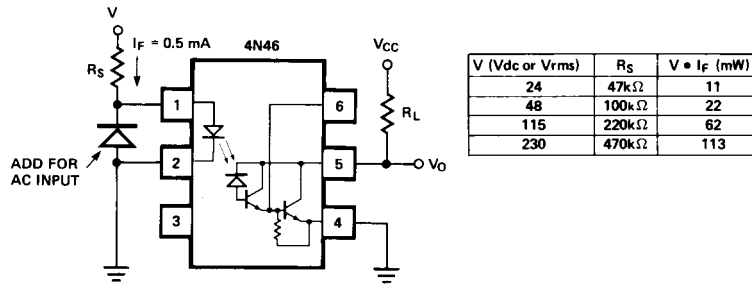 V
I_F = 0.5 mA
R_S
4N46
V_CC
R_L
1
6
2
5
V_O
ADD FOR
AC INPUT
3
4
V (Vdc or Vrms) R_S V • I_F (mW)
24 47kΩ 11
48 100kΩ 22
115 220kΩ 62
230 470kΩ 113